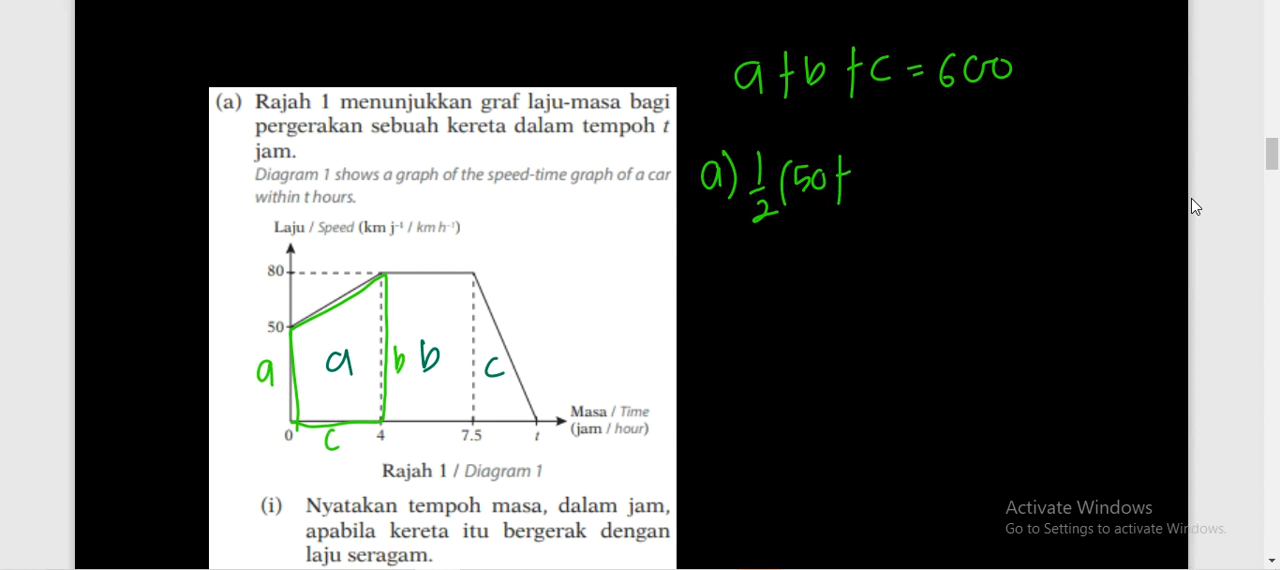 a + b + c = 600
(a) Rajah 1 menunjukkan graf laju-masa bagi
pergerakan sebuah kereta dalam tempoh t
jam.
Diagram 1 shows a graph of the speed-time graph of a car
within t hours.
a) 1/2 (50+
Laju / Speed (km j⁻¹ / km h⁻¹)
80
50
a
a
b
b
c
0
c
4
7.5
t
Masa / Time
(jam / hour)
Rajah 1 / Diagram 1
(i) Nyatakan tempoh masa, dalam jam,
apabila kereta itu bergerak dengan
laju seragam.
Activate Windows
Go to Settings to activate Windows.